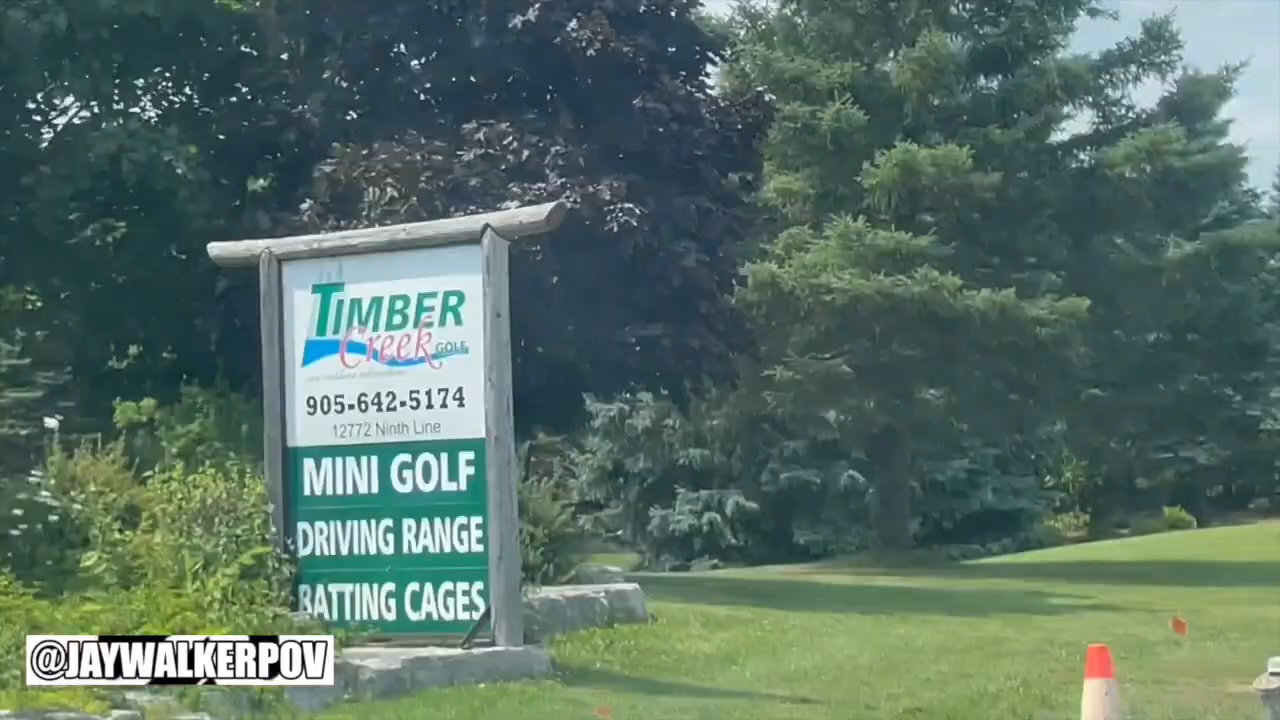 TIMBER
Creek GOLF
905-642-5174
12772 Ninth Line
MINI GOLF
DRIVING RANGE
BATTING CAGES
@JAYWALKERPOV